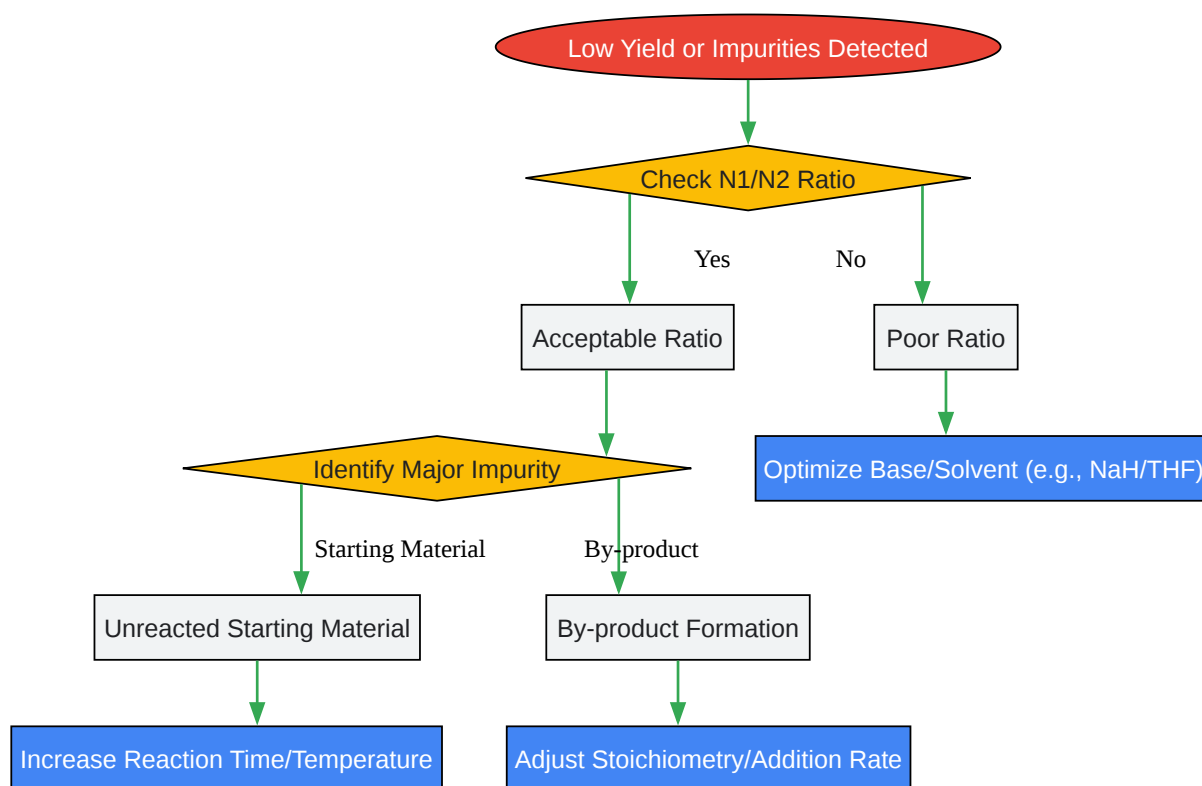 Low Yield or Impurities Detected
Check N1/N2 Ratio
Yes
No
Acceptable Ratio
Poor Ratio
Identify Major Impurity
Optimize Base/Solvent (e.g., NaH/THF)
Starting Material
By-product
Unreacted Starting Material
By-product Formation
Increase Reaction Time/Temperature
Adjust Stoichiometry/Addition Rate